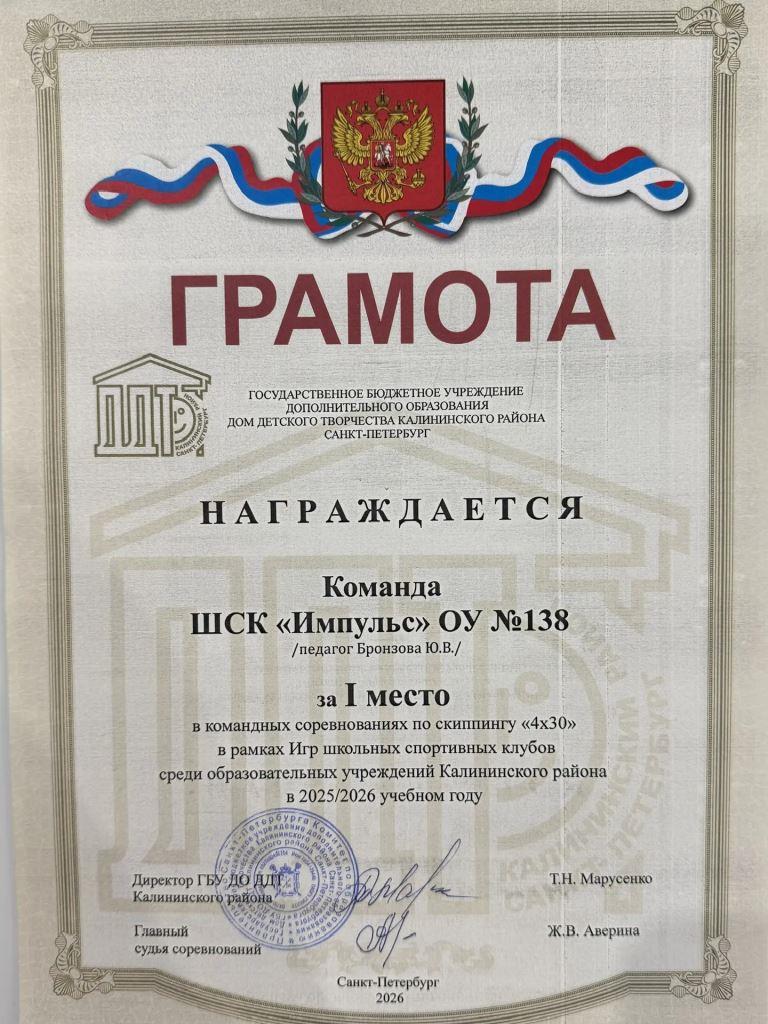 ГРАМОТА
ГОСУДАРСТВЕННОЕ БЮДЖЕТНОЕ УЧРЕЖДЕНИЕ
ДОПОЛНИТЕЛЬНОГО ОБРАЗОВАНИЯ
ДОМ ДЕТСКОГО ТВОРЧЕСТВА КАЛИНИНСКОГО РАЙОНА
САНКТ-ПЕТЕРБУРГ
НАГРАЖДАЕТСЯ
Команда
ШСК «Импульс» ОУ №138
/педагог Бронзова Ю.В./
за I место
в командных соревнованиях по скиппингу «4х30»
в рамках Игр школьных спортивных клубов
среди образовательных учреждений Калининского района
в 2025/2026 учебном году
Директор ГБУ ДО ДДТ
Калининского района
Т.Н. Марусенко
Главный
судья соревнований
Ж.В. Аверина
Санкт-Петербург
2026